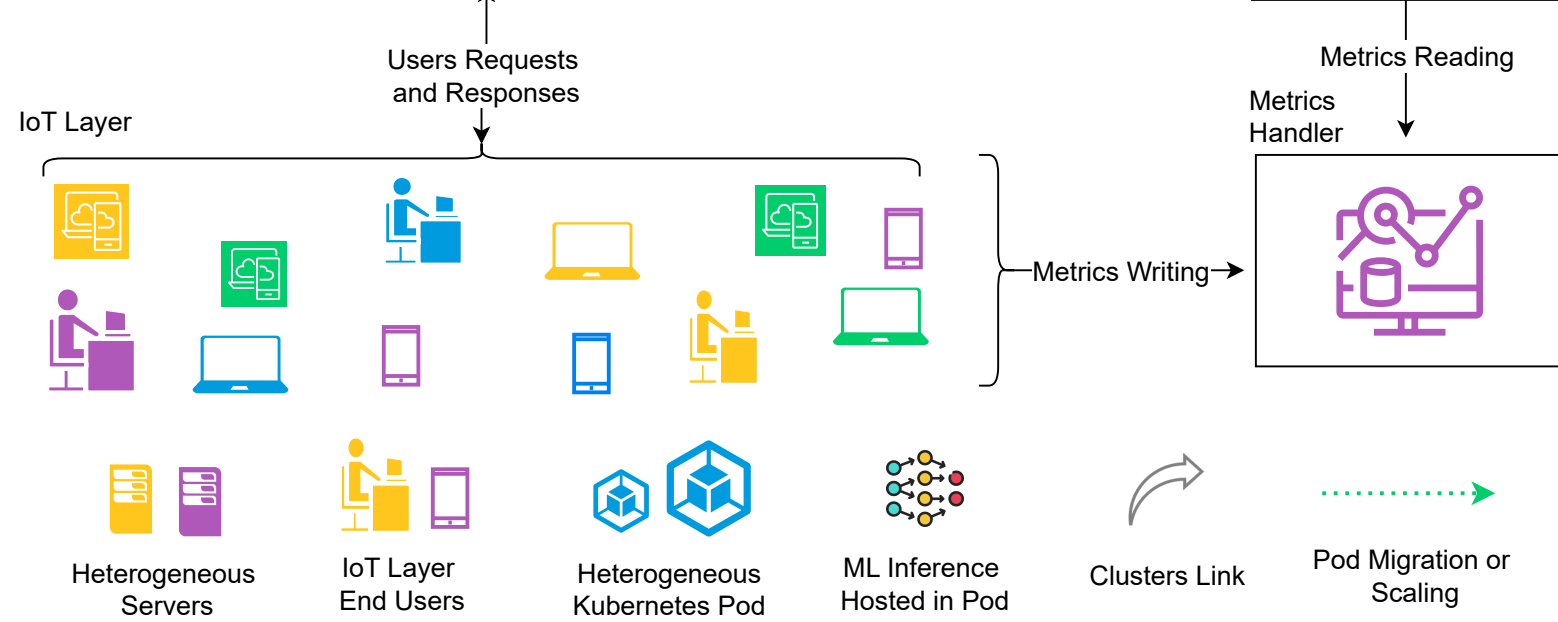 Users Requests
and Responses
Metrics Reading
IoT Layer
Metrics
Handler
Metrics Writing
Heterogeneous
Servers
IoT Layer
End Users
Heterogeneous
Kubernetes Pod
ML Inference
Hosted in Pod
Clusters Link
Pod Migration or
Scaling